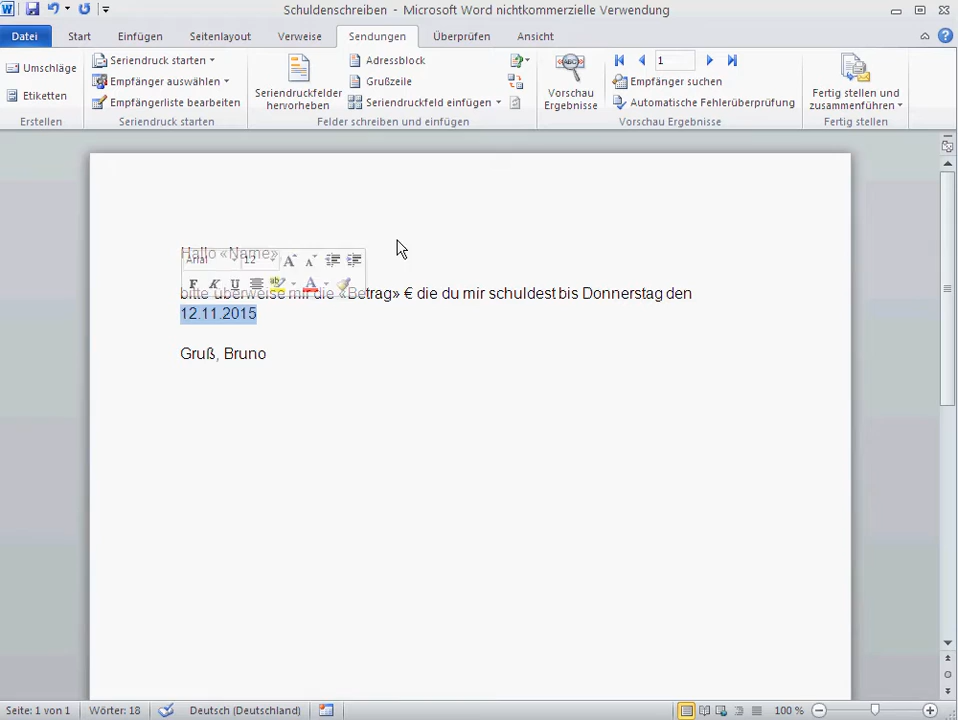 Schuldenschreiben - Microsoft Word nichtkommerzielle Verwendung
Datei Start Einfügen Seitenlayout Verweise Sendungen Überprüfen Ansicht
Umschläge
Etiketten
Erstellen
Seriendruck starten
Empfänger auswählen
Empfängerliste bearbeiten
Seriendruck starten
Seriendruckfelder
hervorheben
Adressblock
Grußzeile
Seriendruckfeld einfügen
Felder schreiben und einfügen
ABC
Vorschau
Ergebnisse
1
Empfänger suchen
Automatische Fehlerüberprüfung
Vorschau Ergebnisse
Fertig stellen und
zusammenführen
Fertig stellen
Hallo «Name»
Arial 12
F K U
bitte überweise mir die «Betrag» € die du mir schuldest bis Donnerstag den
12.11.2015
Gruß, Bruno
Seite: 1 von 1 Wörter: 18 Deutsch (Deutschland) 100 %